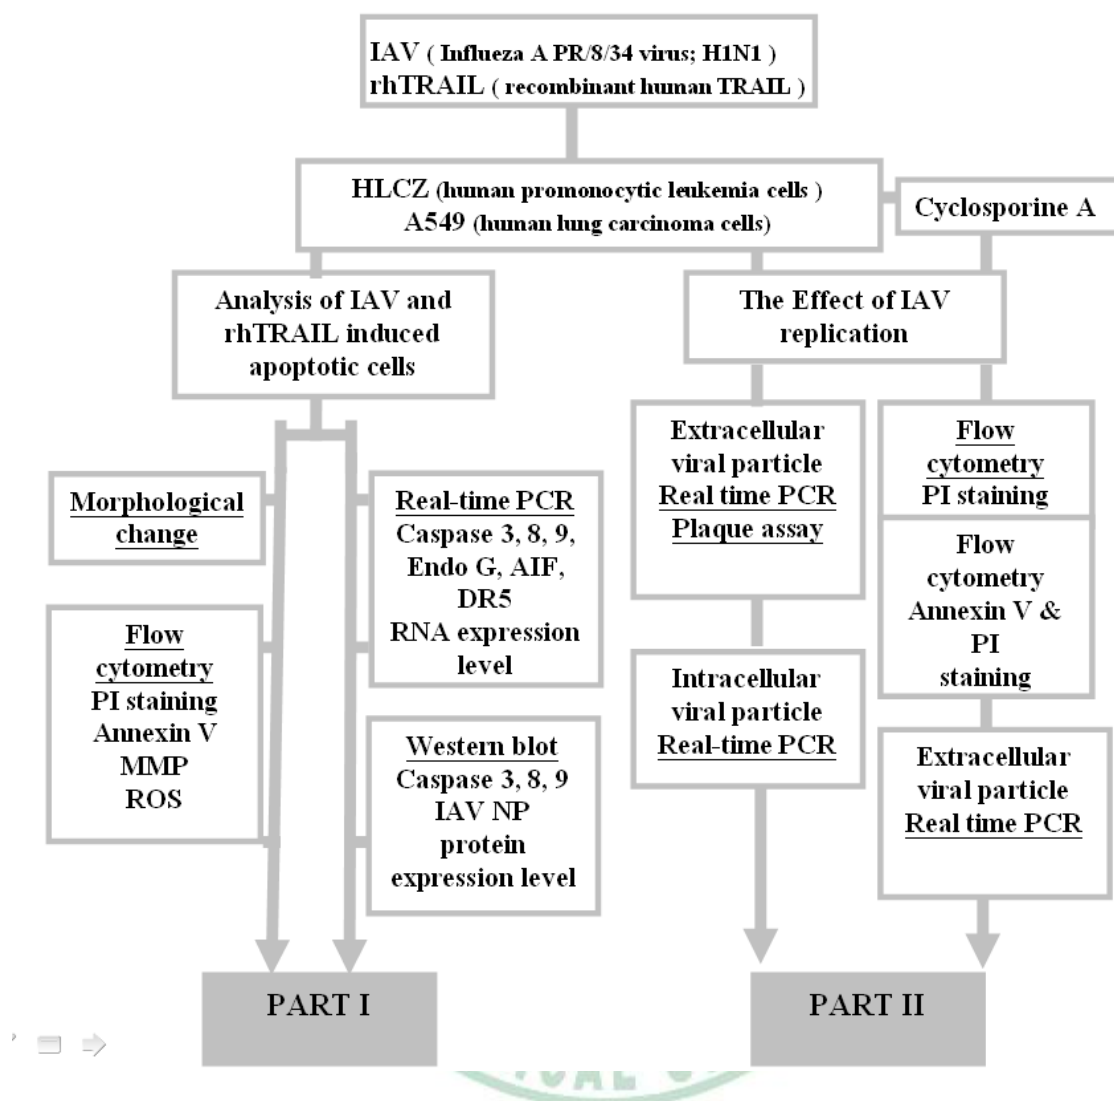 IAV ( Influeza A PR/8/34 virus; H1N1 )
rhTRAIL ( recombinant human TRAIL )
HLCZ (human promonocytic leukemia cells )
A549 (human lung carcinoma cells)
Cyclosporine A
Analysis of IAV and
rhTRAIL induced
apoptotic cells
Morphological
change
Flow
cytometry
PI staining
Annexin V
MMP
ROS
Real-time PCR
Caspase 3, 8, 9,
Endo G, AIF,
DR5
RNA expression
level
Western blot
Caspase 3, 8, 9
IAV NP
protein
expression level
PART I
The Effect of IAV
replication
Extracellular
viral particle
Real time PCR
Plaque assay
Intracellular
viral particle
Real-time PCR
Flow
cytometry
PI staining
Flow
cytometry
Annexin V &
PI
staining
Extracellular
viral particle
Real time PCR
PART II